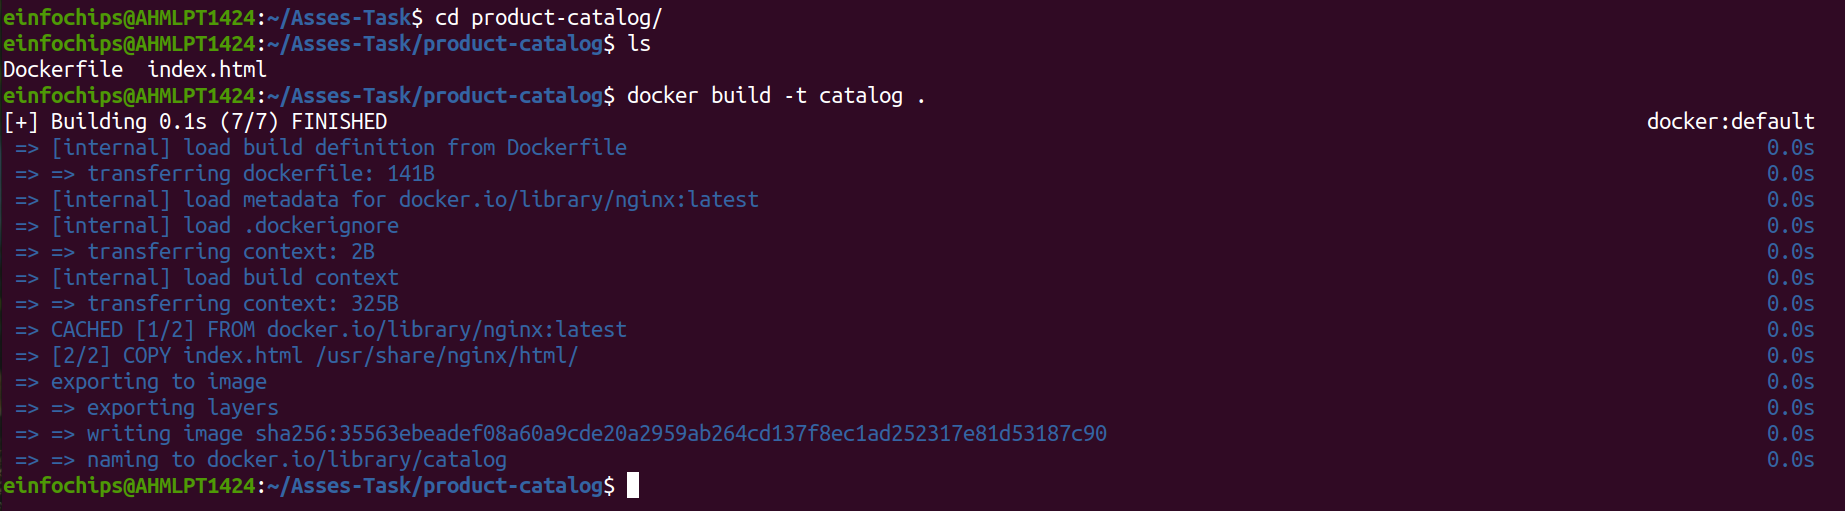 einfochips@AHMLPT1424:~/Asses-Task$ cd product-catalog/
einfochips@AHMLPT1424:~/Asses-Task/product-catalog$ ls
Dockerfile  index.html
einfochips@AHMLPT1424:~/Asses-Task/product-catalog$ docker build -t catalog .
[+] Building 0.1s (7/7) FINISHED docker:default
=> [internal] load build definition from Dockerfile 0.0s
=> => transferring dockerfile: 141B 0.0s
=> [internal] load metadata for docker.io/library/nginx:latest 0.0s
=> [internal] load .dockerignore 0.0s
=> => transferring context: 2B 0.0s
=> [internal] load build context 0.0s
=> => transferring context: 325B 0.0s
=> CACHED [1/2] FROM docker.io/library/nginx:latest 0.0s
=> [2/2] COPY index.html /usr/share/nginx/html/ 0.0s
=> exporting to image 0.0s
=> => exporting layers 0.0s
=> => writing image sha256:35563ebeadef08a60a9cde20a2959ab264cd137f8ec1ad252317e81d53187c90 0.0s
=> => naming to docker.io/library/catalog 0.0s
einfochips@AHMLPT1424:~/Asses-Task/product-catalog$